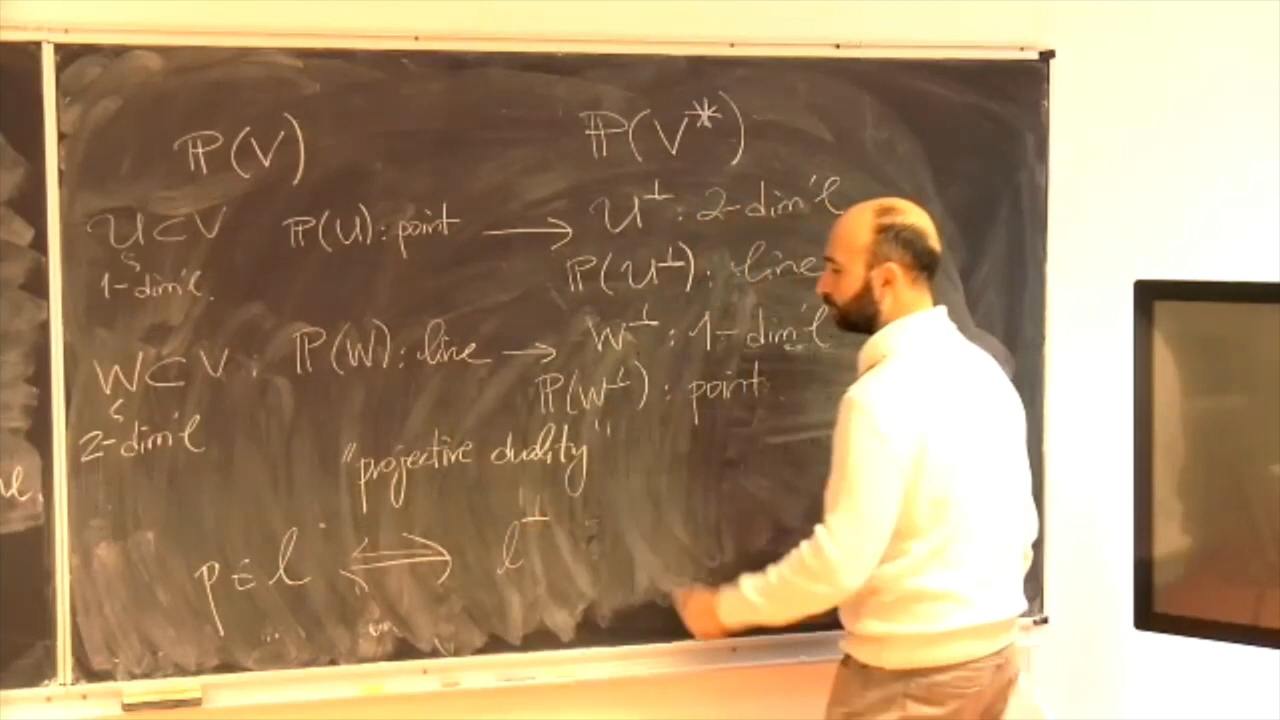 ℙ(V) ℙ(V*)
U⊂V ℙ(U): point → U^⊥: 2-dim'l
1-dim'l. ℙ(U^⊥): line
W⊂V: ℙ(W): line → W^⊥: 1-dim'l
2-dim'l ℙ(W^⊥): point.
"projective duality"
p ∈ l ⟺ l^⊥